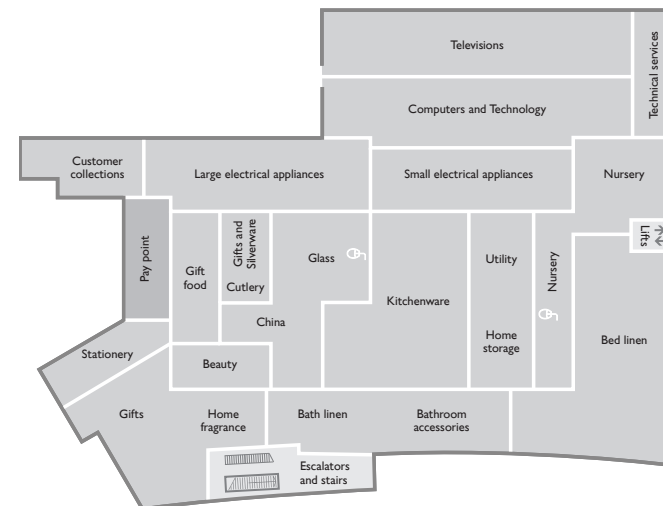 Televisions
Technical services
Computers and Technology
Customer
collections
Large electrical appliances
Small electrical appliances
Nursery
Pay point
Gift
food
Gifts and
Silverware
Cutlery
Glass
China
Kitchenware
Utility
Home
storage
Nursery
Lifts
Bed linen
Stationery
Beauty
Gifts
Home
fragrance
Bath linen
Bathroom
accessories
Escalators
and stairs